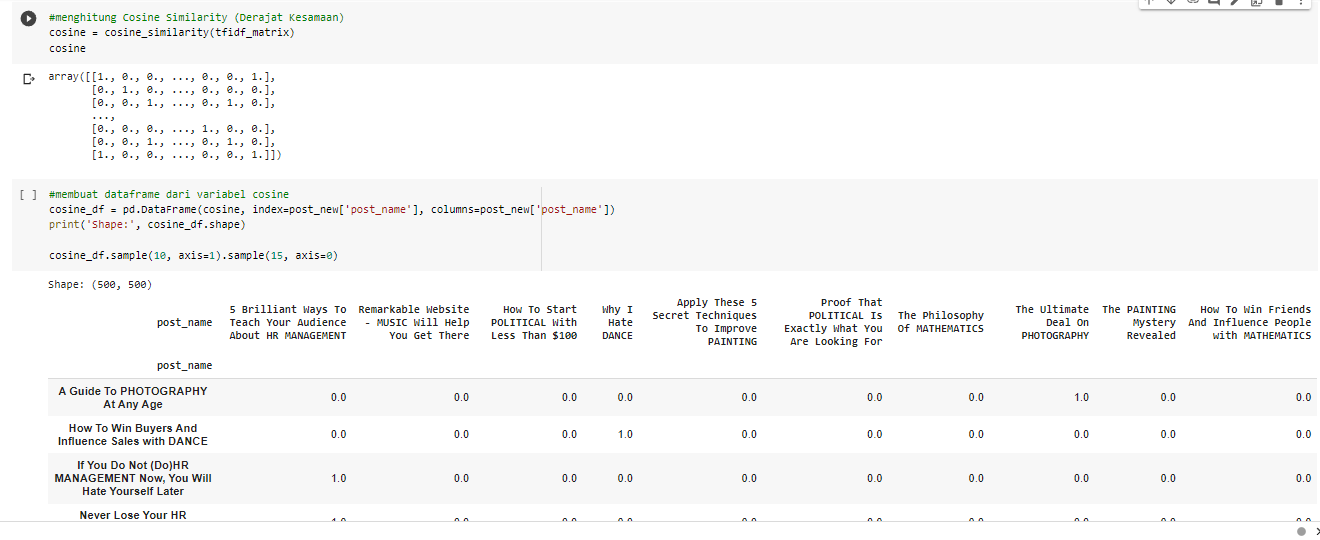 #menghitung Cosine Similarity (Derajat Kesamaan)
cosine = cosine_similarity(tfidf_matrix)
cosine
array([[1., 0., 0., ..., 0., 0., 1.],
[0., 1., 0., ..., 0., 0., 0.],
[0., 0., 1., ..., 0., 1., 0.],
...,
[0., 0., 0., ..., 1., 0., 0.],
[0., 0., 1., ..., 0., 1., 0.],
[1., 0., 0., ..., 0., 0., 1.]])
[ ] #membuat dataframe dari variabel cosine
cosine_df = pd.DataFrame(cosine, index=post_new['post_name'], columns=post_new['post_name'])
print('Shape:', cosine_df.shape)
cosine_df.sample(10, axis=1).sample(15, axis=0)
Shape: (500, 500)
post_name
5 Brilliant Ways To
Teach Your Audience
About HR MANAGEMENT
Remarkable Website
- MUSIC Will Help
You Get There
How To Start
POLITICAL With
Less Than $100
Why I
Hate
DANCE
Apply These 5
Secret Techniques
To Improve
PAINTING
Proof That
POLITICAL Is
Exactly What You
Are Looking For
The Philosophy
Of MATHEMATICS
The Ultimate
Deal On
PHOTOGRAPHY
The PAINTING
Mystery
Revealed
How To Win Friends
And Influence People
with MATHEMATICS
post_name
A Guide To PHOTOGRAPHY
At Any Age
0.0 0.0 0.0 0.0 0.0 0.0 0.0 1.0 0.0 0.0
How To Win Buyers And
Influence Sales with DANCE
0.0 0.0 0.0 1.0 0.0 0.0 0.0 0.0 0.0 0.0
If You Do Not (Do)HR
MANAGEMENT Now, You Will
Hate Yourself Later
1.0 0.0 0.0 0.0 0.0 0.0 0.0 0.0 0.0 0.0
Never Lose Your HR